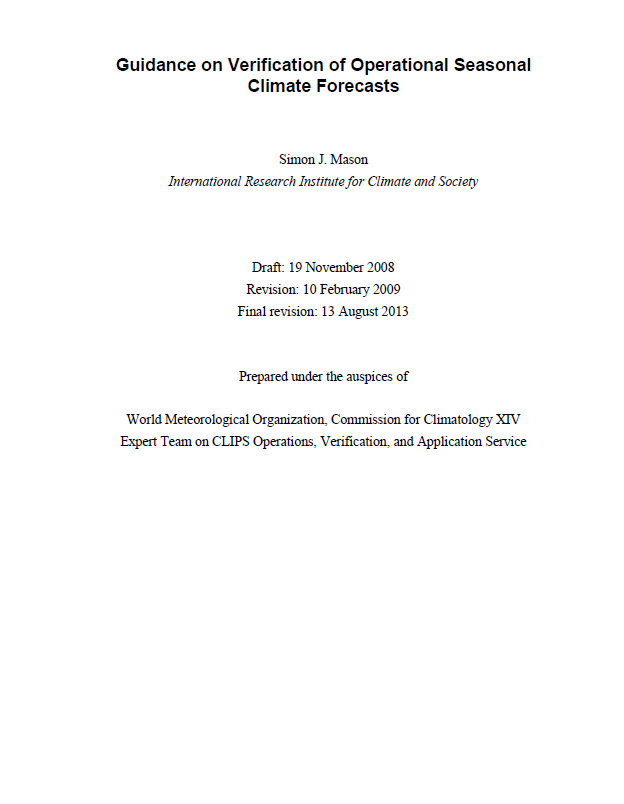 Guidance on Verification of Operational Seasonal
Climate Forecasts
Simon J. Mason
International Research Institute for Climate and Society
Draft: 19 November 2008
Revision: 10 February 2009
Final revision: 13 August 2013
Prepared under the auspices of
World Meteorological Organization, Commission for Climatology XIV
Expert Team on CLIPS Operations, Verification, and Application Service